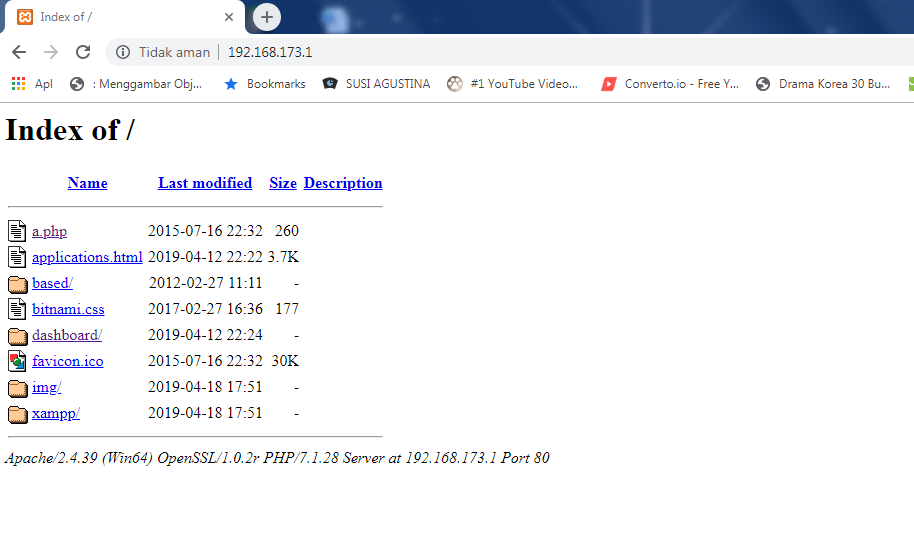 Index of /
Tidak aman | 192.168.173.1
Apl : Menggambar Obj... Bookmarks SUSI AGUSTINA #1 YouTube Video... Converto.io - Free Y... Drama Korea 30 Bu...
Index of /
Name Last modified Size Description
a.php 2015-07-16 22:32 260
applications.html 2019-04-12 22:22 3.7K
based/ 2012-02-27 11:11 -
bitnami.css 2017-02-27 16:36 177
dashboard/ 2019-04-12 22:24 -
favicon.ico 2015-07-16 22:32 30K
img/ 2019-04-18 17:51 -
xampp/ 2019-04-18 17:51 -
Apache/2.4.39 (Win64) OpenSSL/1.0.2r PHP/7.1.28 Server at 192.168.173.1 Port 80